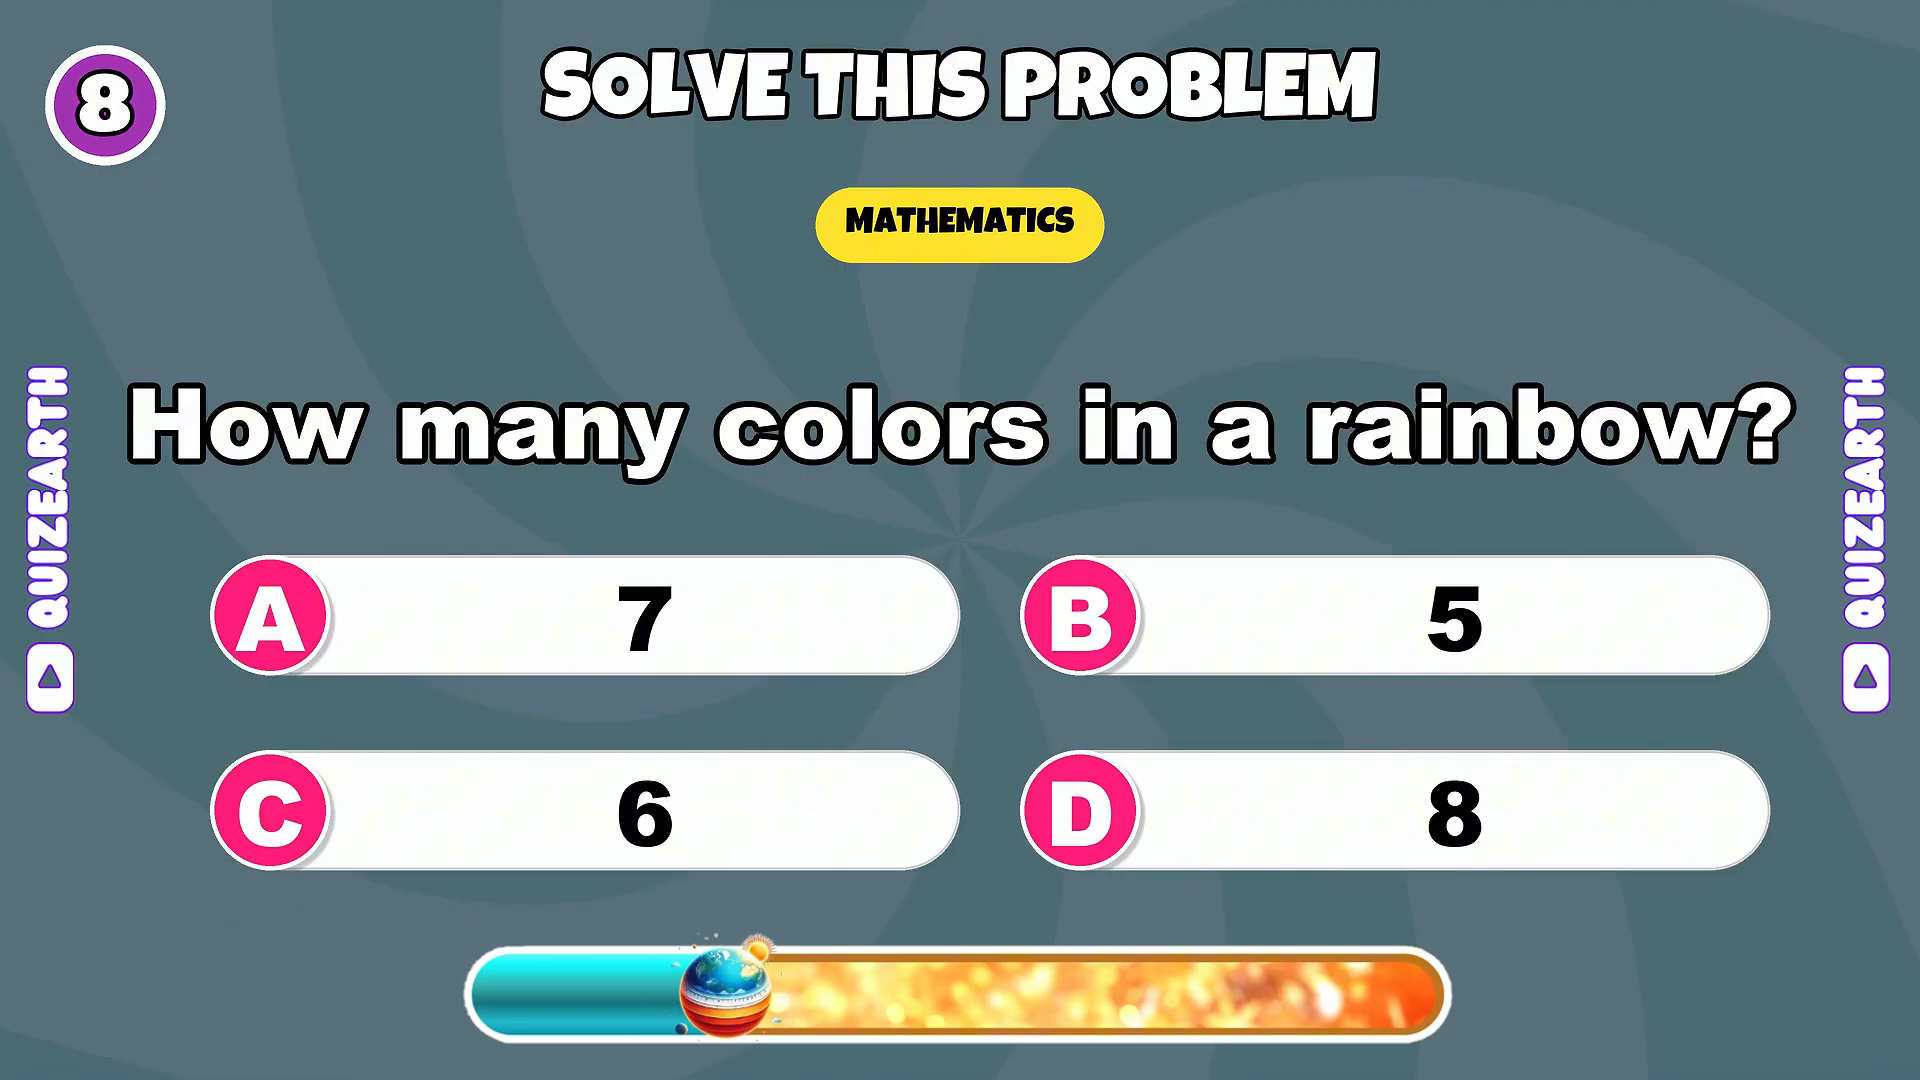 8
SOLVE THIS PROBLEM
MATHEMATICS
How many colors in a rainbow?
A 7
B 5
C 6
D 8
QUIZEARTH
QUIZEARTH